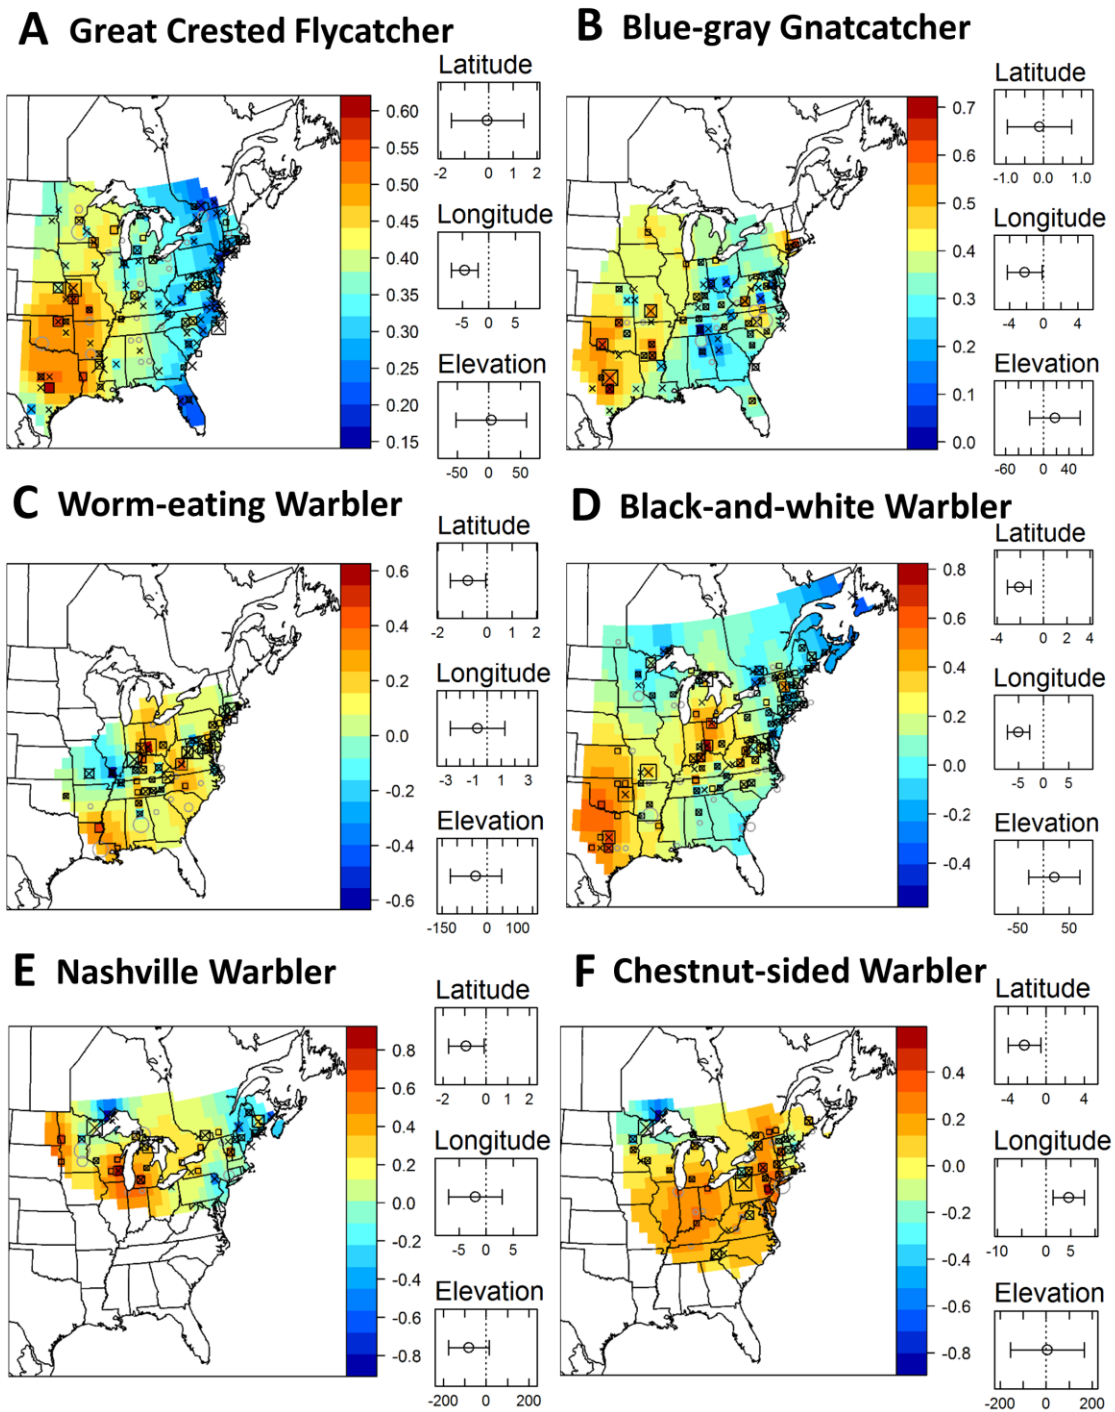 A Great Crested Flycatcher
Latitude
-2 -1 0 1 2
Longitude
-5 0 5
Elevation
-50 0 50
0.60
0.55
0.50
0.45
0.40
0.35
0.30
0.25
0.20
0.15
B Blue-gray Gnatcatcher
Latitude
-1.0 0.0 1.0
Longitude
-4 0 4
Elevation
-60 0 40
0.7
0.6
0.5
0.4
0.3
0.2
0.1
0.0
C Worm-eating Warbler
Latitude
-2 0 2
Longitude
-3 -1 1 3
Elevation
-150 0 100
0.6
0.4
0.2
0.0
-0.2
-0.4
-0.6
D Black-and-white Warbler
Latitude
-4 0 2 4
Longitude
-5 0 5
Elevation
-50 0 50
0.8
0.6
0.4
0.2
0.0
-0.2
-0.4
E Nashville Warbler
Latitude
-2 0 1 2
Longitude
-5 0 5
Elevation
-200 0 200
0.8
0.6
0.4
0.2
0.0
-0.2
-0.4
-0.6
-0.8
F Chestnut-sided Warbler
Latitude
-4 0 4
Longitude
-10 0 5
Elevation
-200 0 200
0.4
0.2
0.0
-0.2
-0.4
-0.6
-0.8